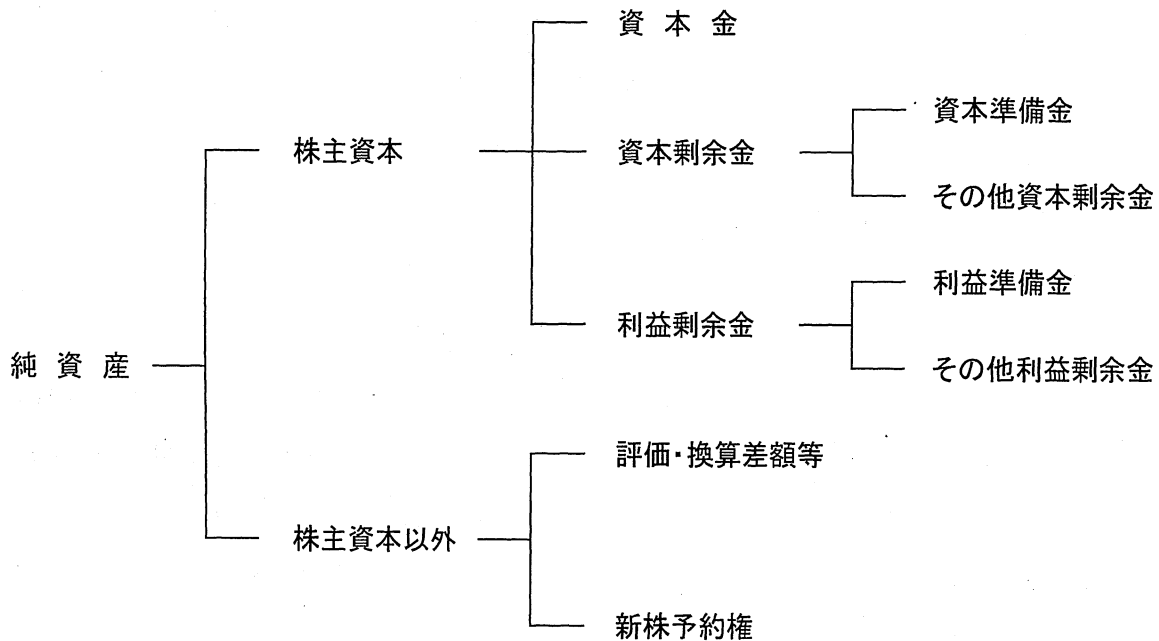 資 本 金
資本準備金
株主資本
資本剰余金
その他資本剰余金
利益準備金
利益剰余金
純 資 産
その他利益剰余金
評価・換算差額等
株主資本以外
新株予約権